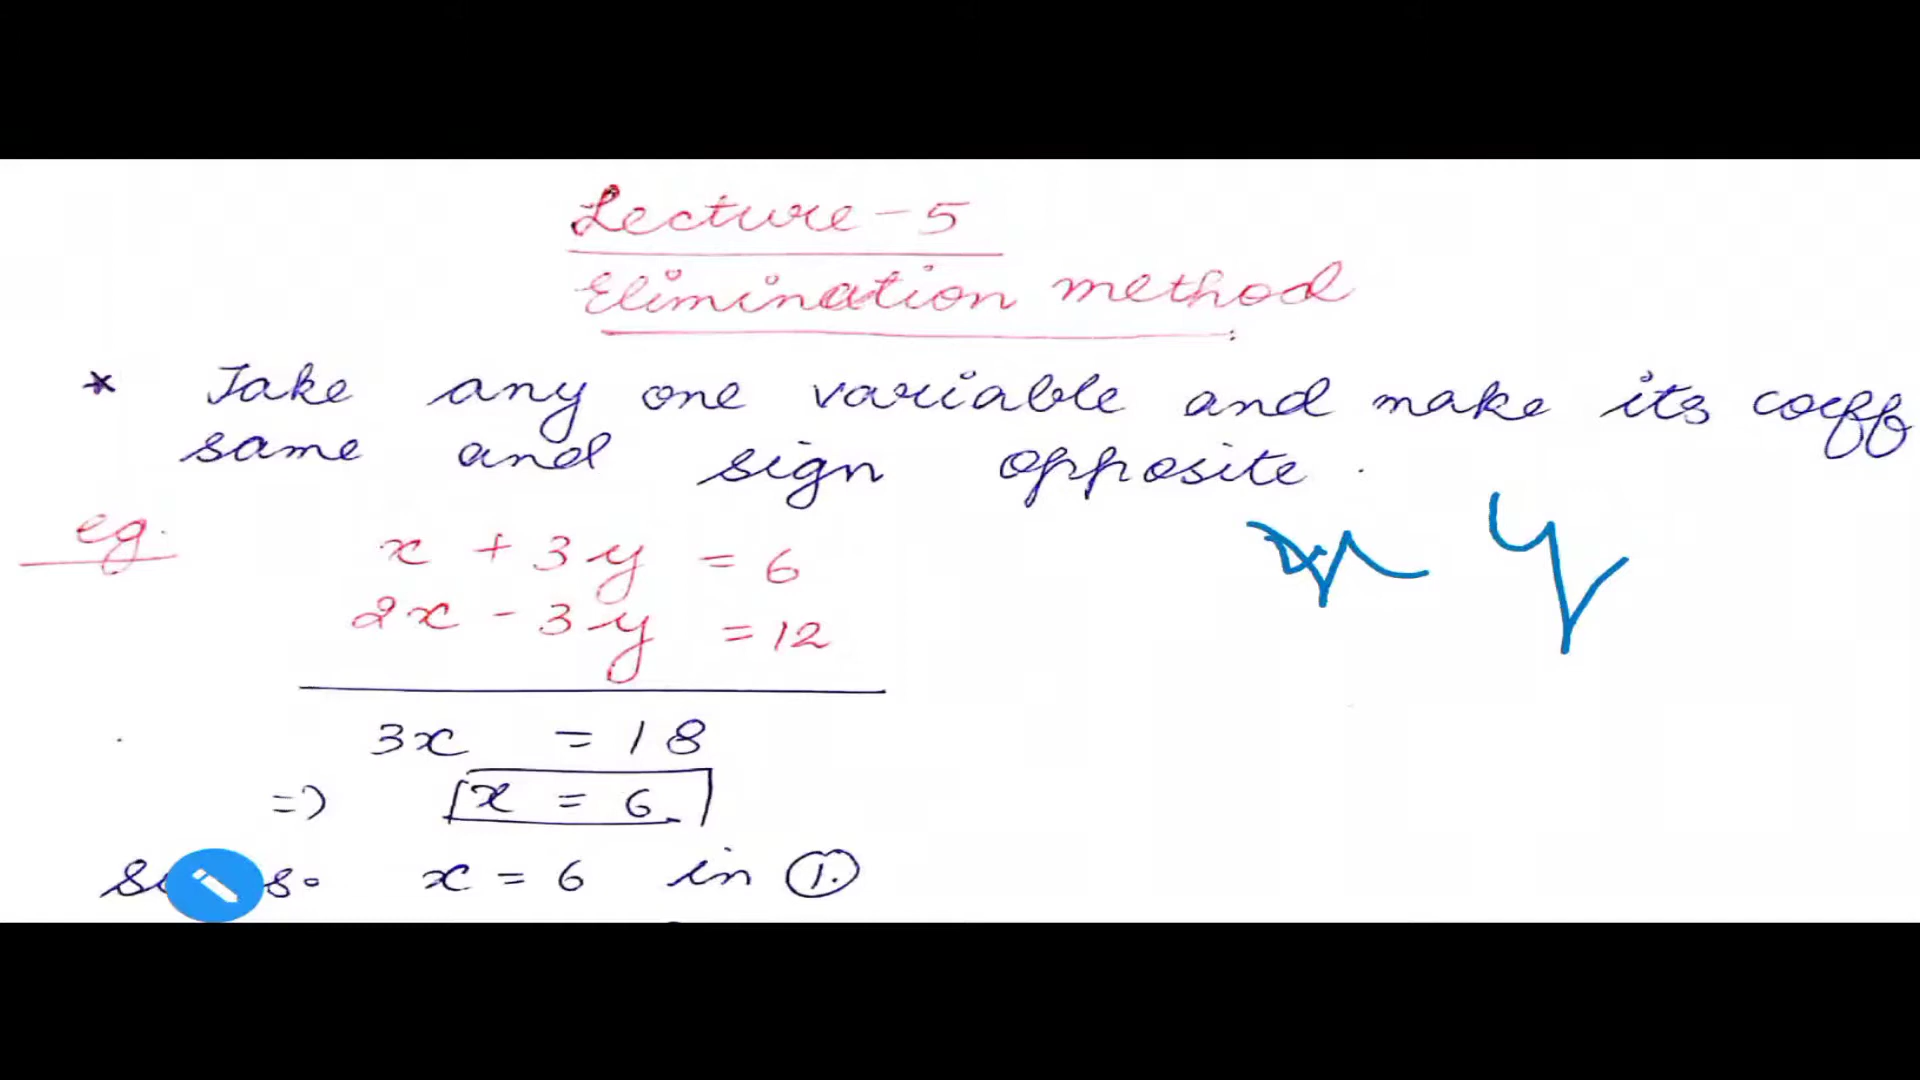 Lecture-5
Elimination method
* Take any one variable and make its coeff
same and sign opposite.
eg. x + 3y = 6
2x - 3y = 12
3x = 18
=) x = 6
x = 6 in ①
x y